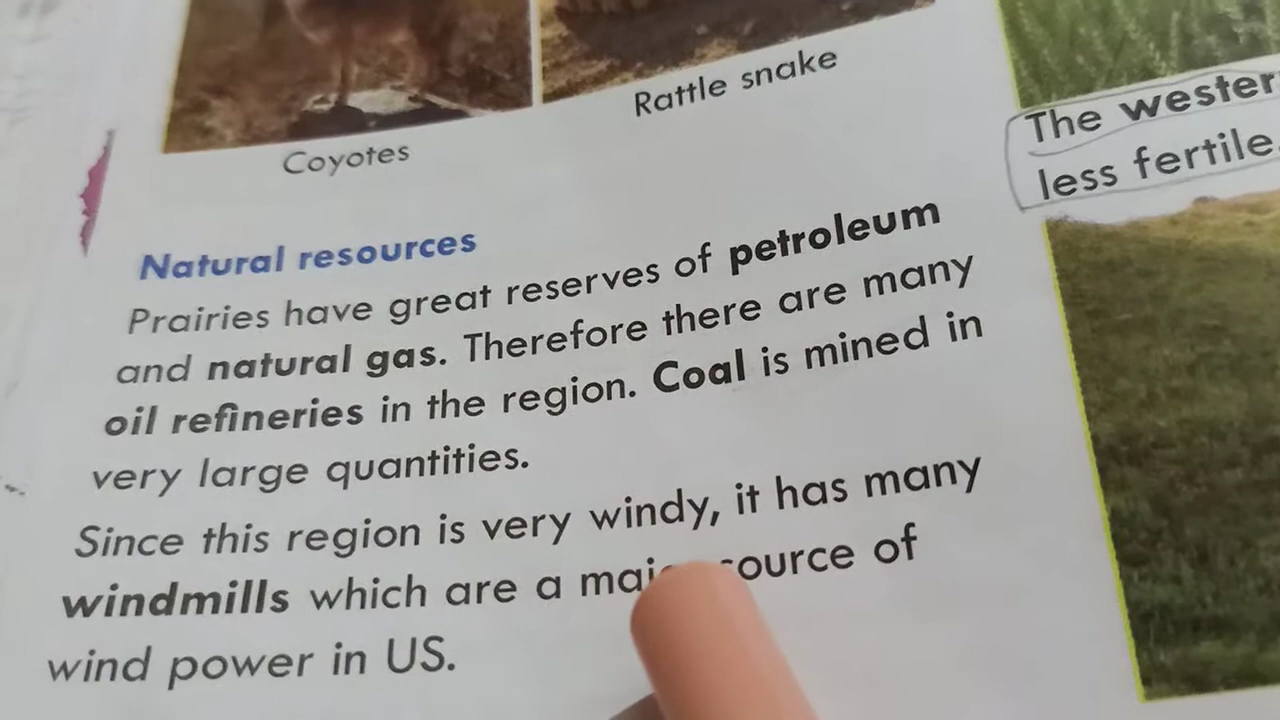 Rattle snake
Coyotes
Natural resources
Prairies have great reserves of petroleum
and natural gas. Therefore there are many
oil refineries in the region. Coal is mined in
very large quantities.
Since this region is very windy, it has many
windmills which are a source of
wind power in US.
The
less fertile